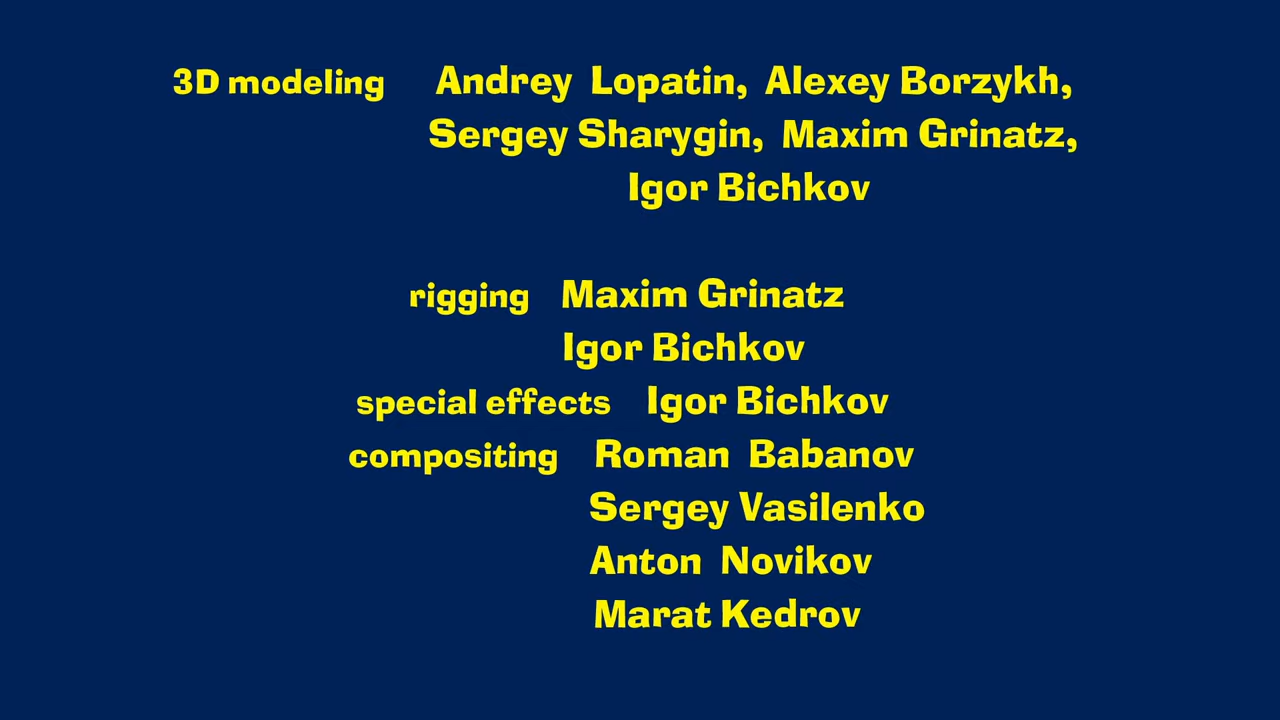 3D modeling Andrey Lopatin, Alexey Borzykh,
Sergey Sharygin, Maxim Grinatz,
Igor Bichkov
rigging Maxim Grinatz
Igor Bichkov
special effects Igor Bichkov
compositing Roman Babanov
Sergey Vasilenko
Anton Novikov
Marat Kedrov